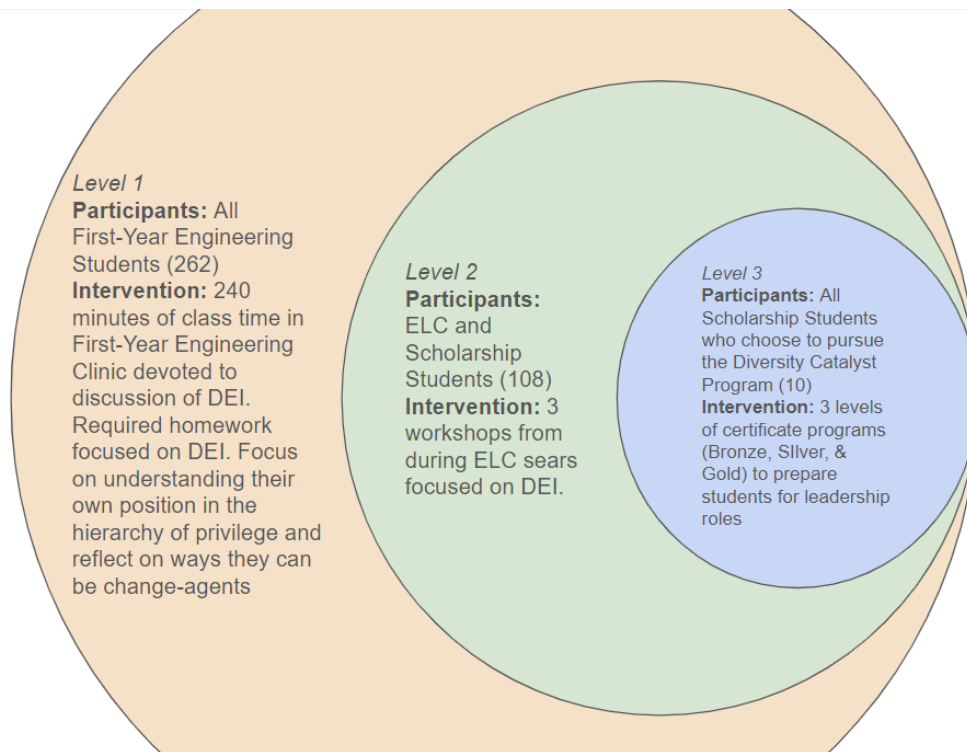 Level 1
Participants: All
First-Year Engineering
Students (262)
Intervention: 240
minutes of class time in
First-Year Engineering
Clinic devoted to
discussion of DEI.
Required homework
focused on DEI. Focus
on understanding their
own position in the
hierarchy of privilege and
reflect on ways they can
be change-agents
Level 2
Participants:
ELC and
Scholarship
Students (108)
Intervention: 3
workshops from
during ELC sears
focused on DEI.
Level 3
Participants: All
Scholarship Students
who choose to pursue
the Diversity Catalyst
Program (10)
Intervention: 3 levels
of certificate programs
(Bronze, SIlver, &
Gold) to prepare
students for leadership
roles